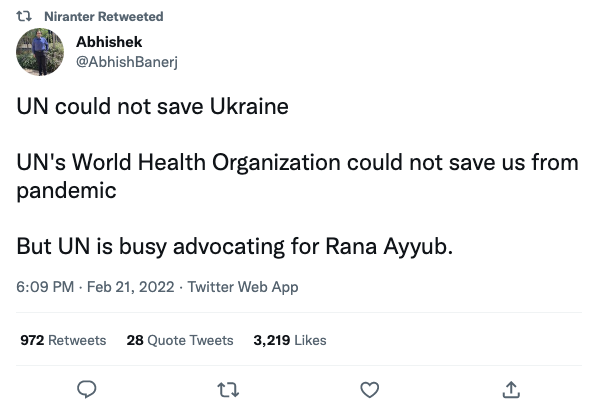 Niranter Retweeted
Abhishek
@AbhishBanerj
UN could not save Ukraine
UN's World Health Organization could not save us from
pandemic
But UN is busy advocating for Rana Ayyub.
6:09 PM · Feb 21, 2022 · Twitter Web App
972 Retweets 28 Quote Tweets 3,219 Likes